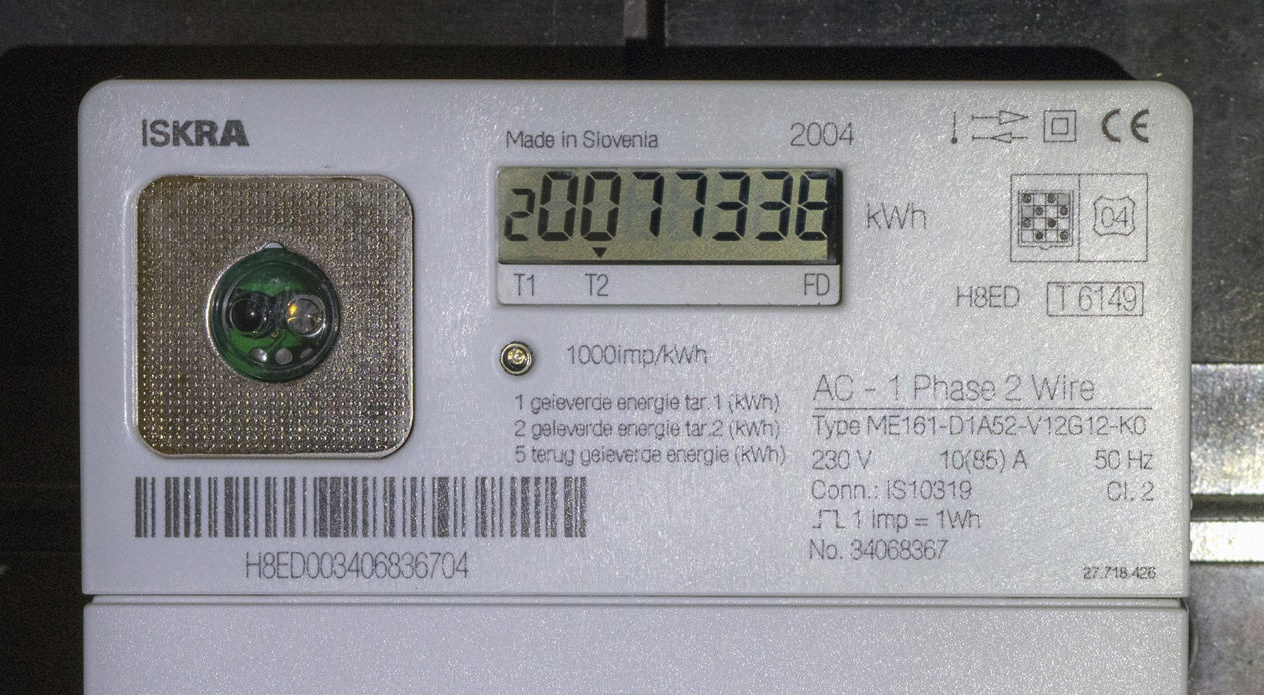 ISKRA
Made in Slovenia 2004
CE
2007733
kWh
04
T1 T2 FD
H8ED T 6149
1000imp/kWh
1 geleverde energie tar.1 (kWh)
2 geleverde energie tar.2 (kWh)
5 terug geleverde energie (kWh)
AC - 1 Phase 2 Wire
Type ME161-D1A52-V12G12-K0
230 V 10(85) A 50 Hz
Conn.: IS10319 Cl. 2
1 imp = 1Wh
No. 34068367
27.718.426
H8ED003406836704